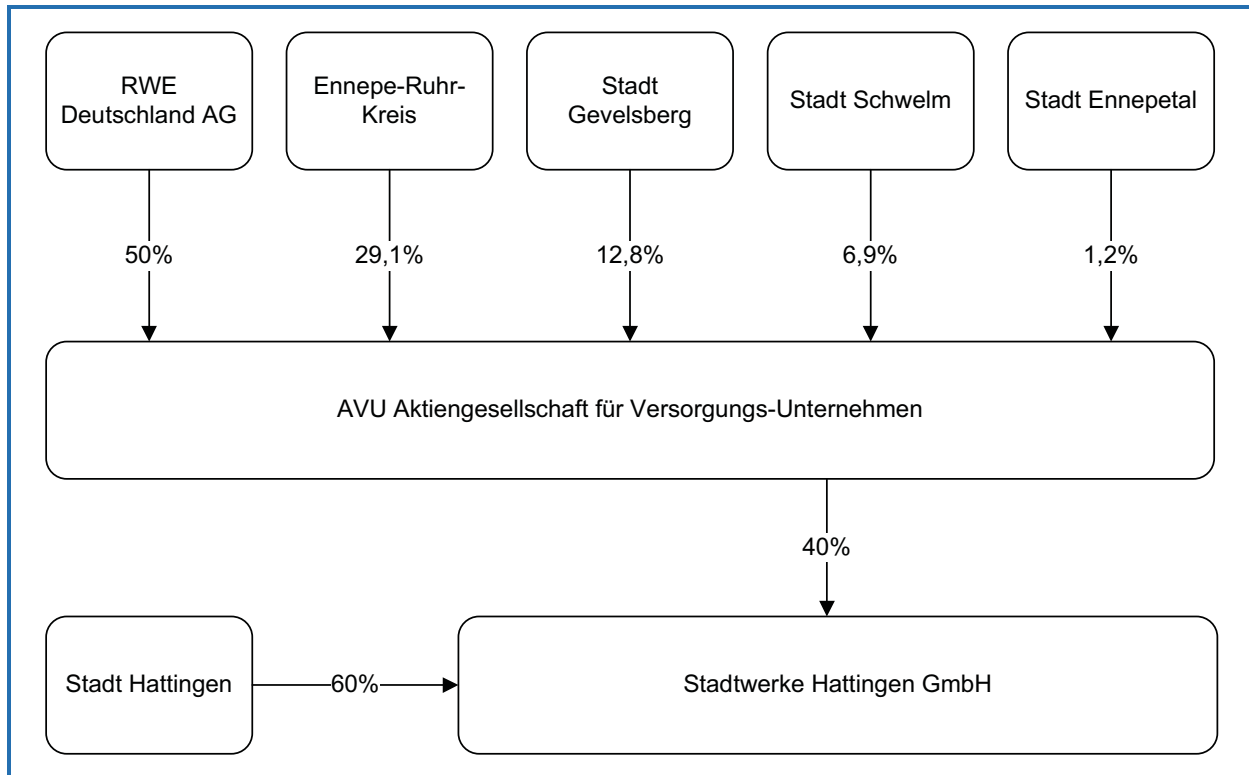 RWE
Deutschland AG
Ennepe-Ruhr-
Kreis
Stadt
Gevelsberg
Stadt Schwelm
Stadt Ennepetal
50%
29,1%
12,8%
6,9%
1,2%
AVU Aktiengesellschaft für Versorgungs-Unternehmen
40%
Stadt Hattingen
60%
Stadtwerke Hattingen GmbH